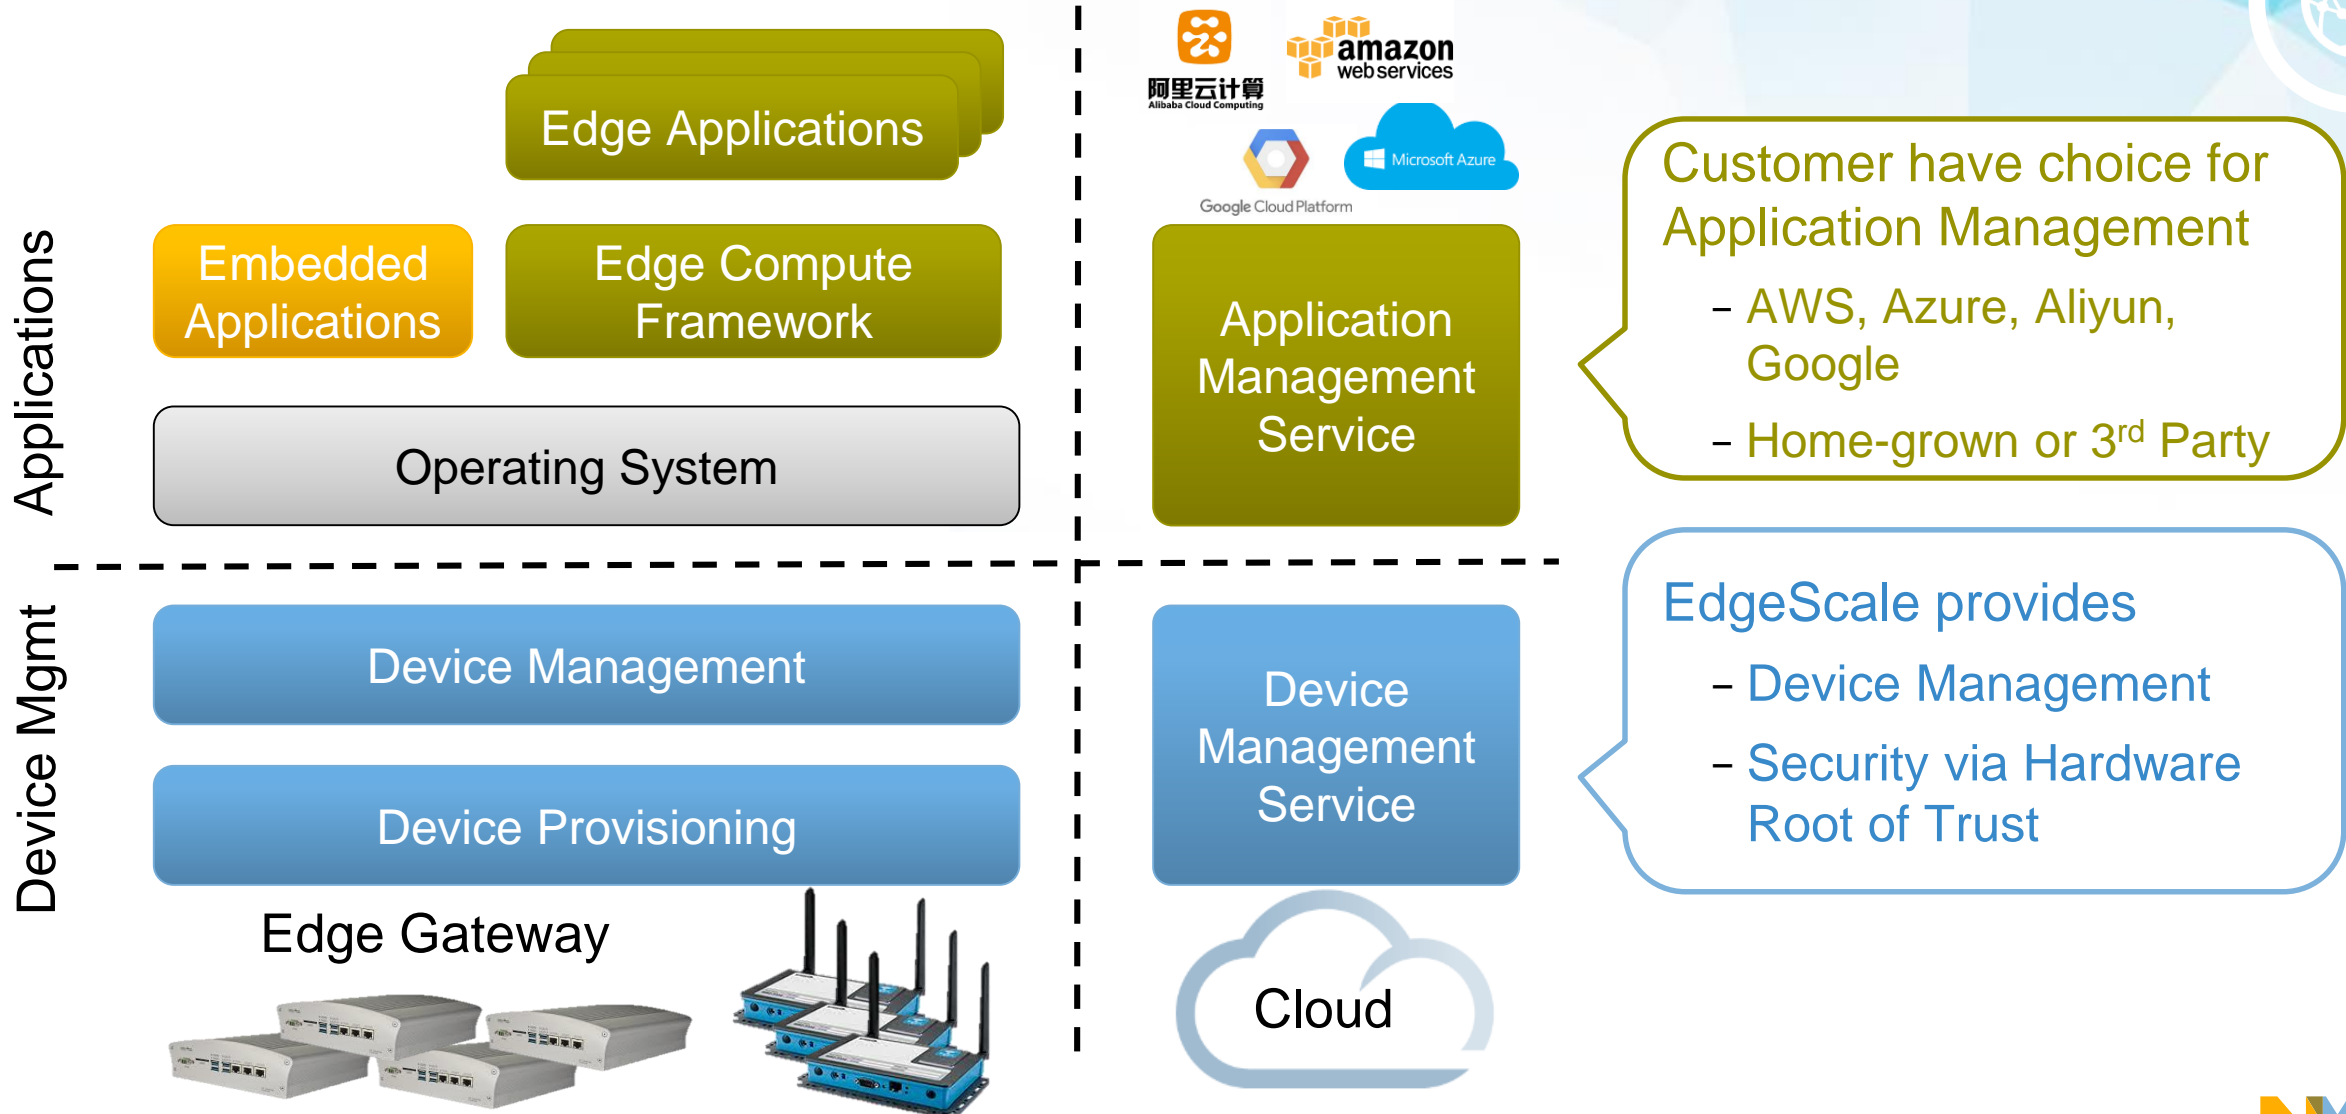 Applications
Edge Applications
Embedded
Applications
Edge Compute
Framework
Operating System
阿里云计算
Alibaba Cloud Computing
amazon
webservices
Google Cloud Platform
Microsoft Azure
Application
Management
Service
Customer have choice for
Application Management
- AWS, Azure, Aliyun,
Google
- Home-grown or 3rd Party
Device Mgmt
Device Management
Device Provisioning
Edge Gateway
Device
Management
Service
Cloud
EdgeScale provides
- Device Management
- Security via Hardware
Root of Trust